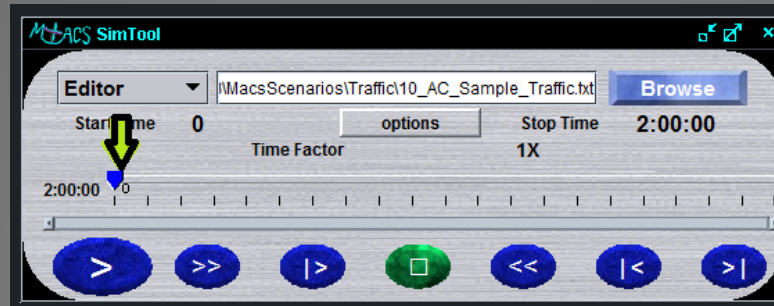 MACS SimTool
Editor I\MacsScenarios\Traffic\10_AC_Sample_Traffic.txt Browse
Start Time 0 options Stop Time 2:00:00
Time Factor 1X
2:00:00 0
> >> |> □ << |< >|